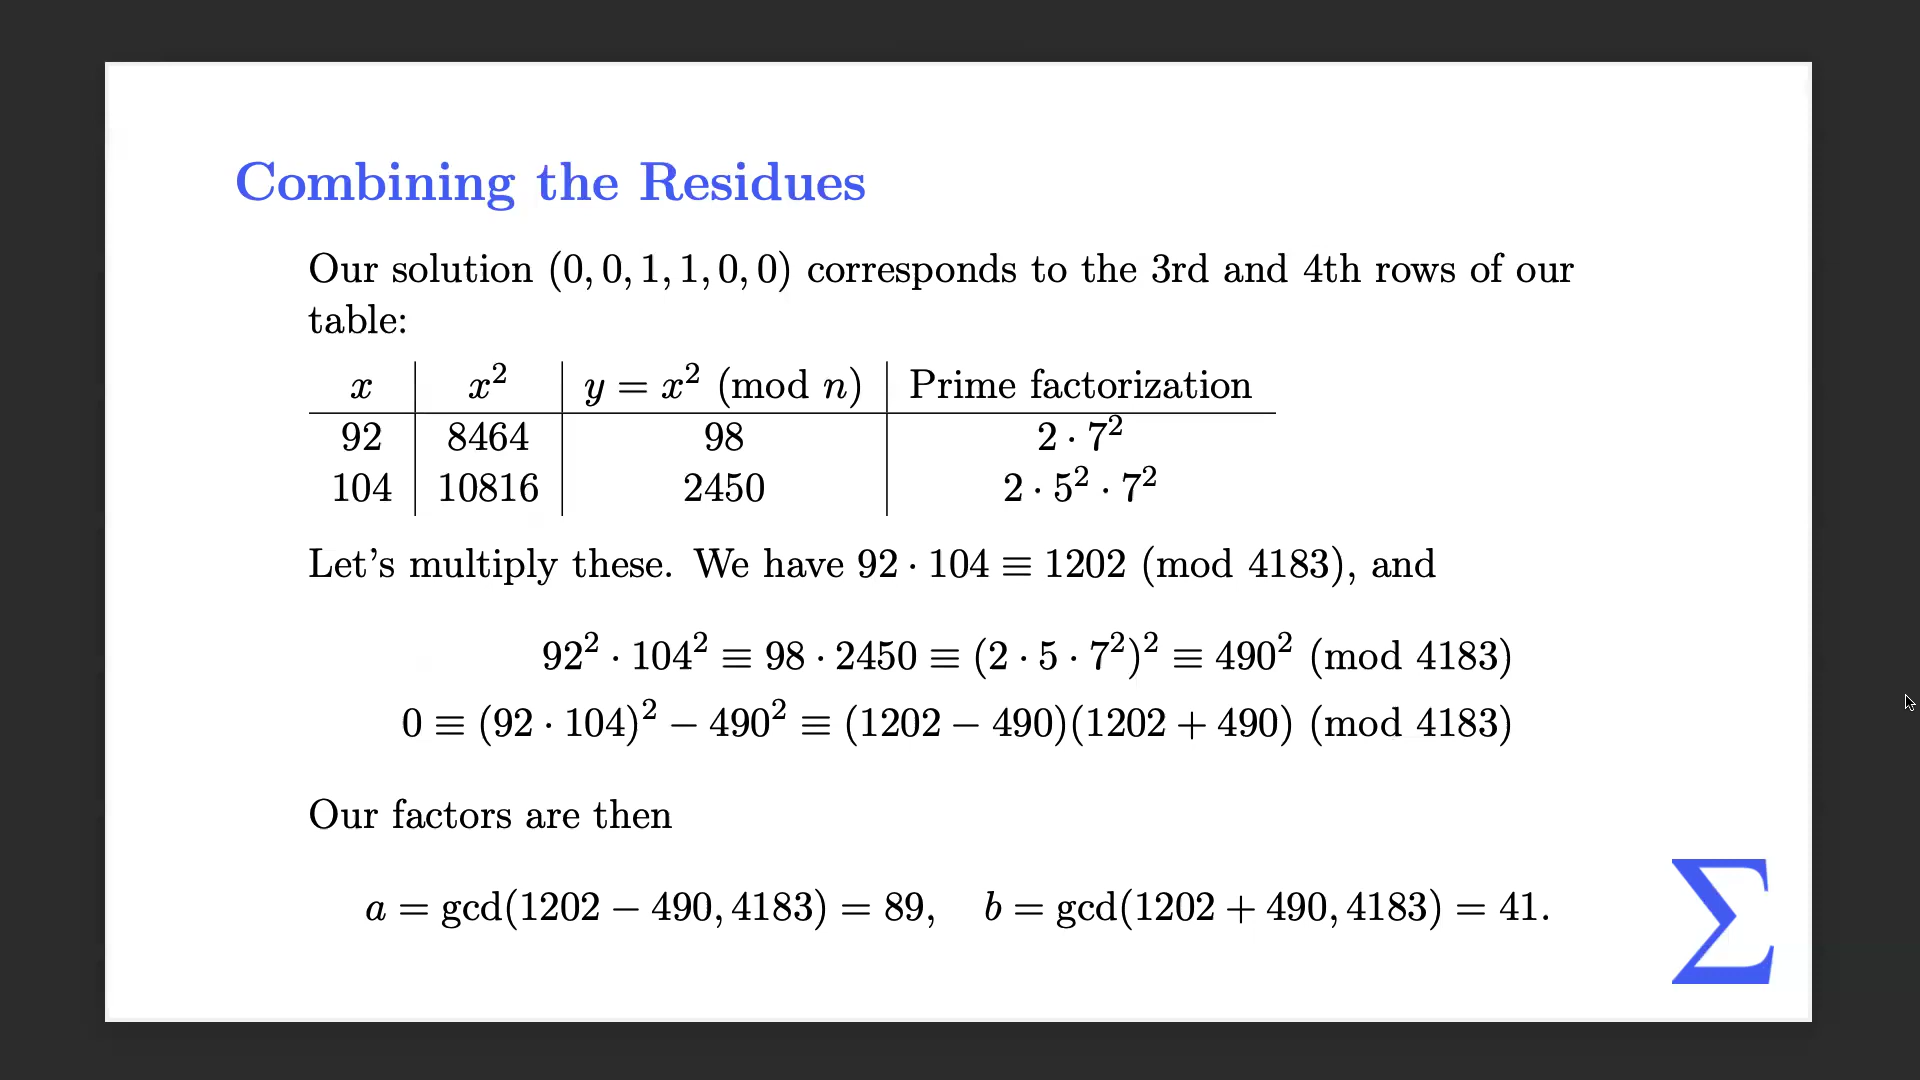 Combining the Residues
Our solution (0, 0, 1, 1, 0, 0) corresponds to the 3rd and 4th rows of our
table:
x | x² | y = x² (mod n) | Prime factorization
92 | 8464 | 98 | 2 · 7²
104 | 10816 | 2450 | 2 · 5² · 7²
Let’s multiply these. We have 92 · 104 ≡ 1202 (mod 4183), and
92² · 104² ≡ 98 · 2450 ≡ (2 · 5 · 7²)² ≡ 490² (mod 4183)
0 ≡ (92 · 104)² − 490² ≡ (1202 − 490)(1202 + 490) (mod 4183)
Our factors are then
a = gcd(1202 − 490, 4183) = 89, b = gcd(1202 + 490, 4183) = 41.
Σ